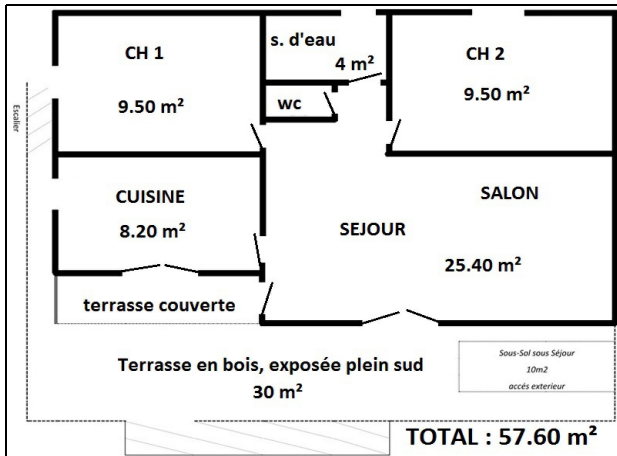 CH 1
9.50 m²
s. d'eau
4 m²
wc
CH 2
9.50 m²
Escalier
CUISINE
8.20 m²
SALON
SEJOUR
25.40 m²
terrasse couverte
Terrasse en bois, exposée plein sud
30 m²
Sous-Sol sous Séjour
10m2
accés exterieur
TOTAL : 57.60 m²